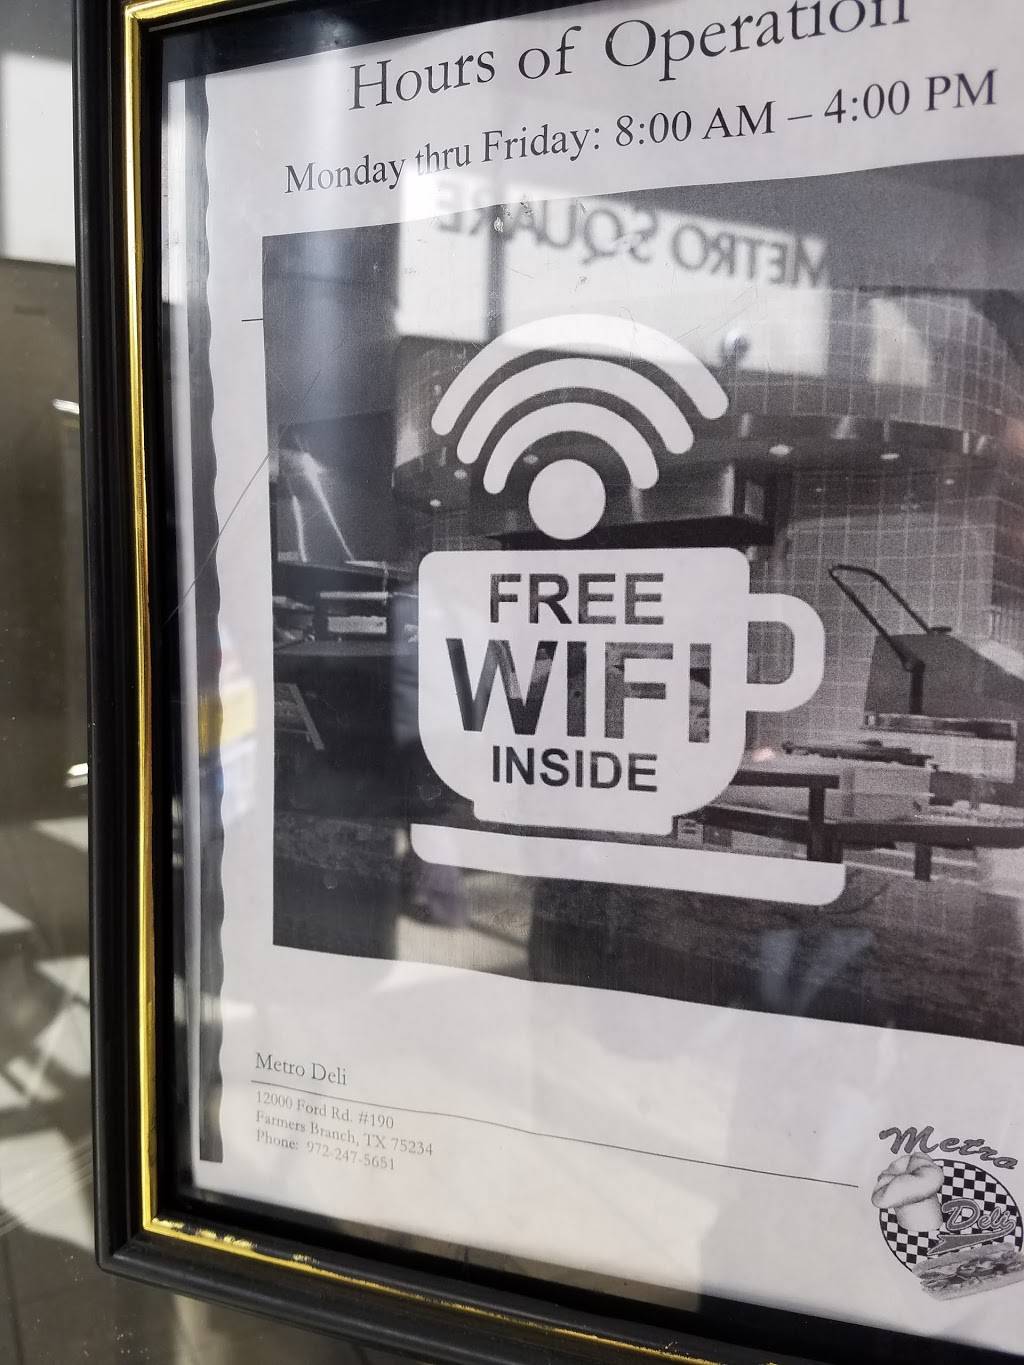 Hours of Operation
Monday thru Friday: 8:00 AM – 4:00 PM
METRO SQUARE
FREE
WIFI
INSIDE
Metro Deli
12000 Ford Rd. #190
Farmers Branch, TX 75234
Phone: 972-247-5651
Metro
Deli